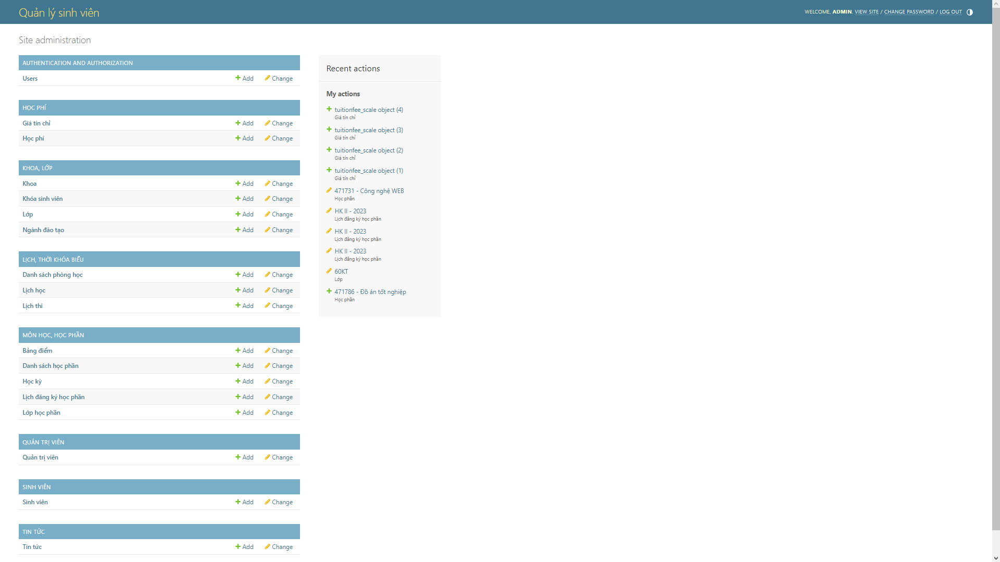 Quản lý sinh viên
WELCOME, ADMIN. VIEW SITE / CHANGE PASSWORD / LOG OUT
Site administration
AUTHENTICATION AND AUTHORIZATION
Users Add Change
HỌC PHÍ
Giá tín chỉ Add Change
Học phí Add Change
KHOA, LỚP
Khoa Add Change
Khóa sinh viên Add Change
Lớp Add Change
Ngành đào tạo Add Change
LỊCH, THỜI KHÓA BIỂU
Danh sách phòng học Add Change
Lịch học Add Change
Lịch thi Add Change
MÔN HỌC, HỌC PHẦN
Bảng điểm Add Change
Danh sách học phần Add Change
Học kỳ Add Change
Lịch đăng ký học phần Add Change
Lớp học phần Add Change
QUẢN TRỊ VIÊN
Quản trị viên Add Change
SINH VIÊN
Sinh viên Add Change
TIN TỨC
Tin tức Add Change
Recent actions
My actions
tuitionfee_scale object (4)
Giá tín chỉ
tuitionfee_scale object (3)
Giá tín chỉ
tuitionfee_scale object (2)
Giá tín chỉ
tuitionfee_scale object (1)
Giá tín chỉ
471731 - Công nghệ WEB
Học phần
HK II - 2023
Lịch đăng ký học phần
HK II - 2023
Lịch đăng ký học phần
HK II - 2023
Lịch đăng ký học phần
60KT
Lớp
471786 - Đồ án tốt nghiệp
Học phần